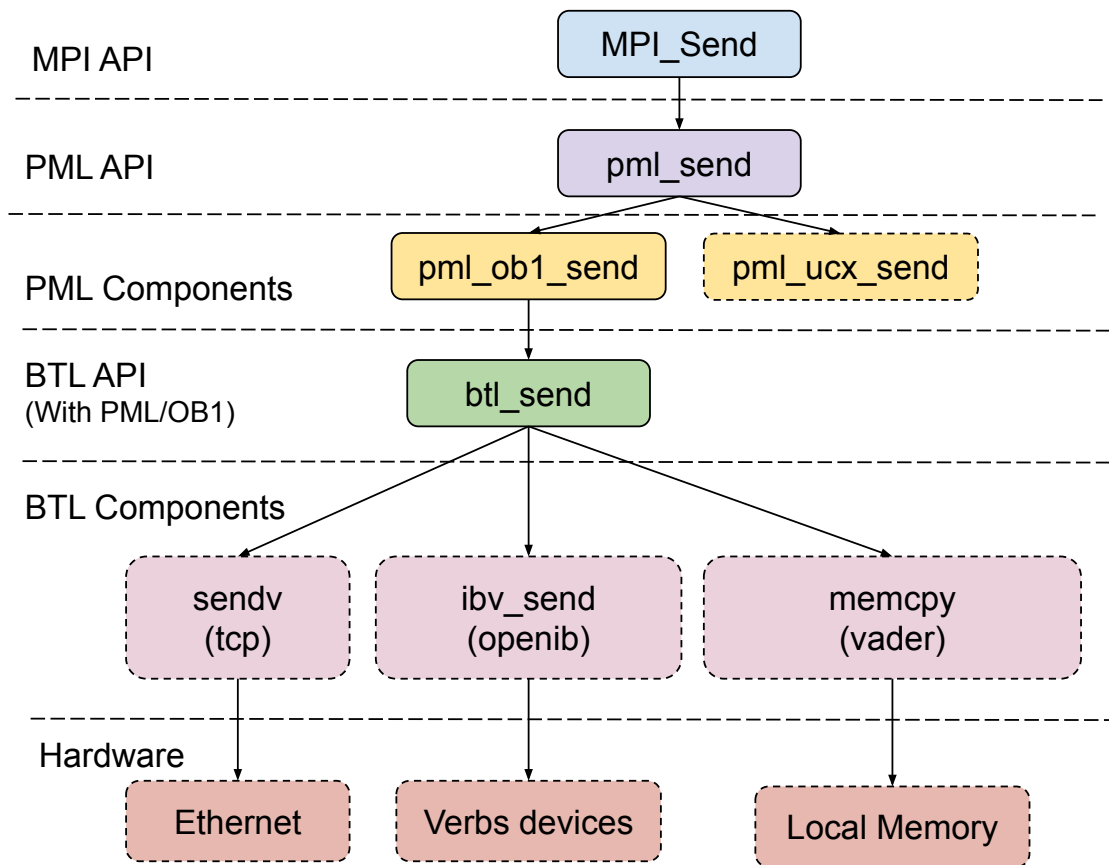 MPI API
MPI_Send
PML API
pml_send
PML Components
pml_ob1_send
pml_ucx_send
BTL API
(With PML/OB1)
btl_send
BTL Components
sendv
(tcp)
ibv_send
(openib)
memcpy
(vader)
Hardware
Ethernet
Verbs devices
Local Memory